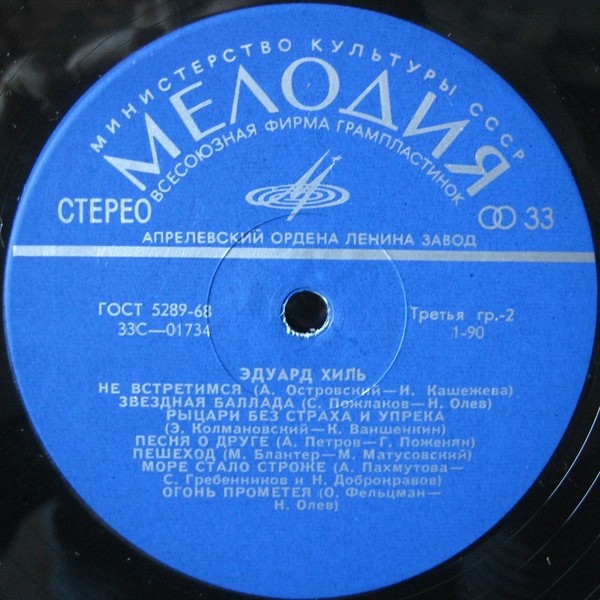 МИНИСТЕРСТВО КУЛЬТУРЫ СССР
МЕЛОДИЯ
ВСЕСОЮЗНАЯ ФИРМА ГРАМПЛАСТИНОК
СТЕРЕО
33
АПРЕЛЕВСКИЙ ОРДЕНА ЛЕНИНА ЗАВОД
ГОСТ 5289-68
Третья гр.-2
33С—01734
1-90
ЭДУАРД ХИЛЬ
НЕ ВСТРЕТИМСЯ (А. Островский—И. Кашежева)
ЗВЕЗДНАЯ БАЛЛАДА (С. Пожлаков—Н. Олев)
РЫЦАРИ БЕЗ СТРАХА И УПРЕКА
(Э. Колмановский—К. Ваншенкин)
ПЕСНЯ О ДРУГЕ (А. Петров—Г. Поженян)
ПЕШЕХОД (М. Блантер—М. Матусовский)
МОРЕ СТАЛО СТРОЖЕ (А. Пахмутова—
С. Гребенников и Н. Добронравов)
ОГОНЬ ПРОМЕТЕЯ (О. Фельцман—
Н. Олев)